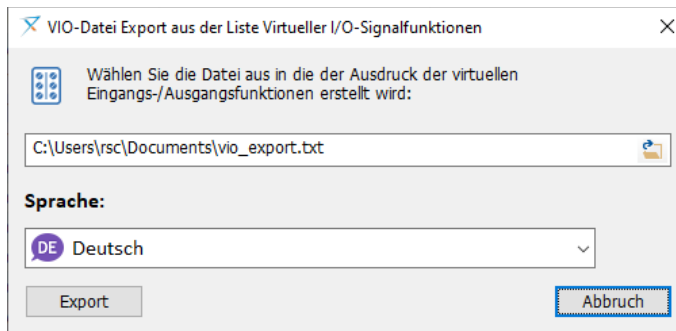 VIO-Datei Export aus der Liste Virtueller I/O-Signalfunktionen
Wählen Sie die Datei aus in die der Ausdruck der virtuellen
Eingangs-/Ausgangsfunktionen erstellt wird:
C:\Users\rsc\Documents\vio_export.txt
Sprache:
DE Deutsch
Export Abbruch